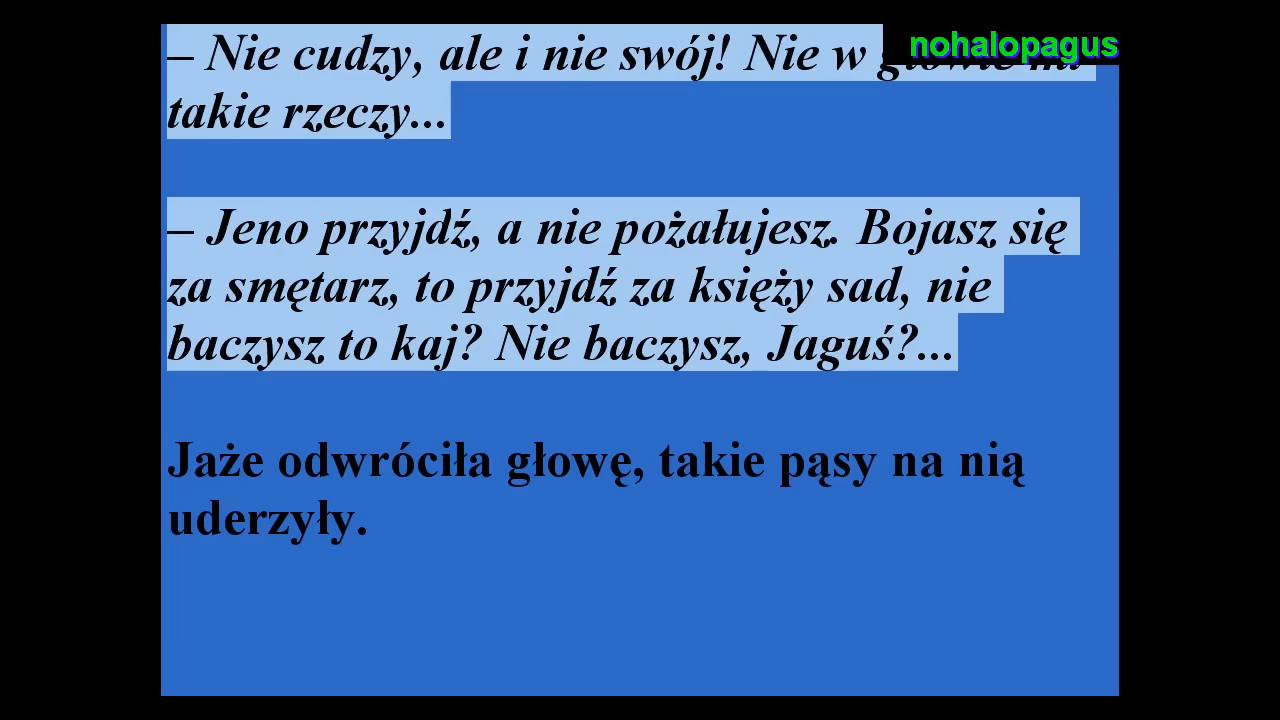 nohalopagus
– Nie cudzy, ale i nie swój! Nie w
takie rzeczy...
– Jeno przyjdź, a nie pożałujesz. Bojasz się
za smętarz, to przyjdź za księży sad, nie
baczysz to kaj? Nie baczysz, Jaguś?...
Jaże odwróciła głowę, takie pąsy na nią
uderzyły.